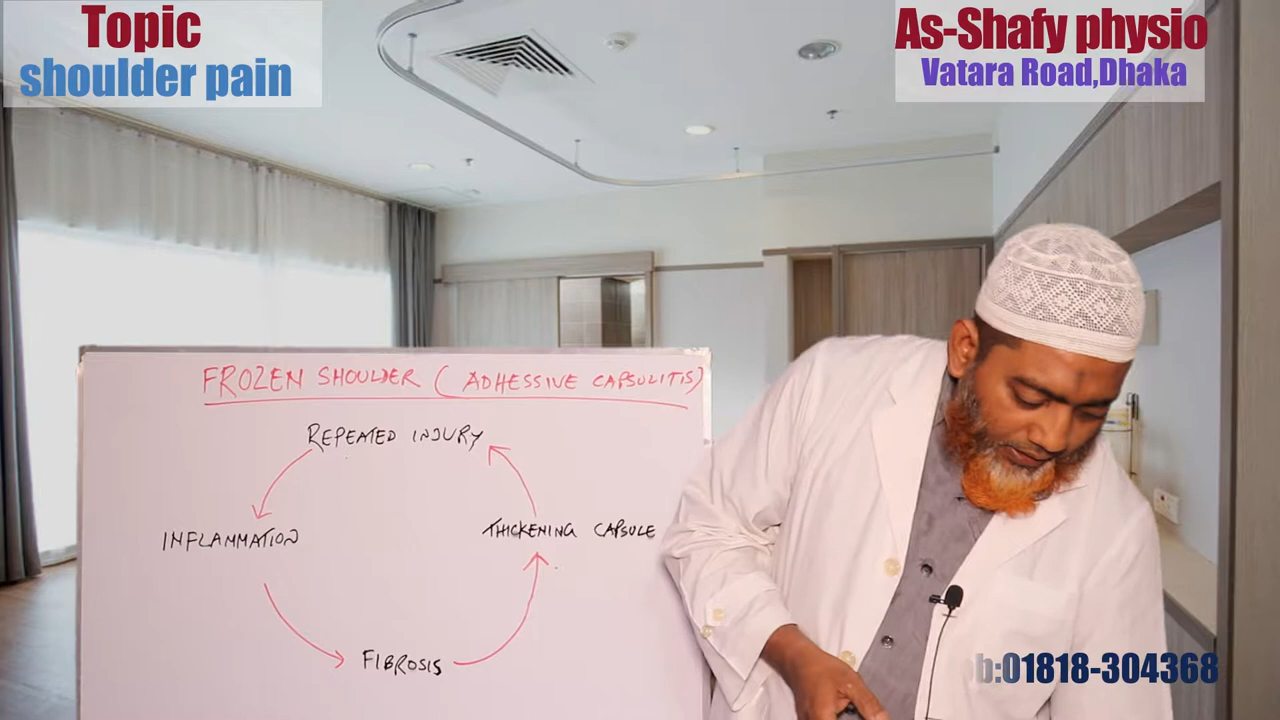 Topic
shoulder pain
As-Shafy physio
Vatara Road,Dhaka
FROZEN SHOULDER ( ADHESSIVE CAPSULITIS)
REPEATED INJURY
INFLAMMATION
THICKENING CAPSULE
FIBROSIS
b:01818-304368